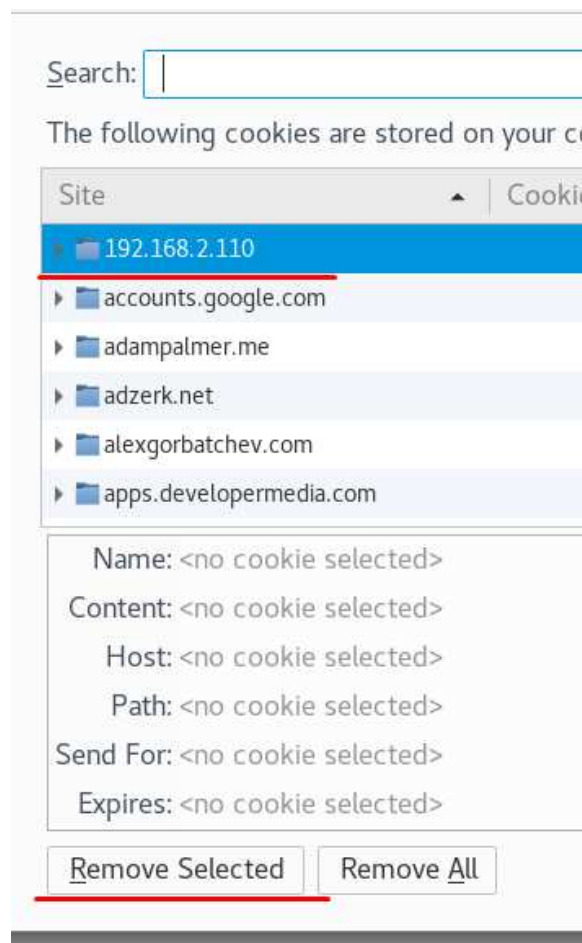 Search:
The following cookies are stored on your
Site Cookie
192.168.2.110
accounts.google.com
adampalmer.me
adzerk.net
alexgorbatchev.com
apps.developermedia.com
Name: <no cookie selected>
Content: <no cookie selected>
Host: <no cookie selected>
Path: <no cookie selected>
Send For: <no cookie selected>
Expires: <no cookie selected>
Remove Selected Remove All